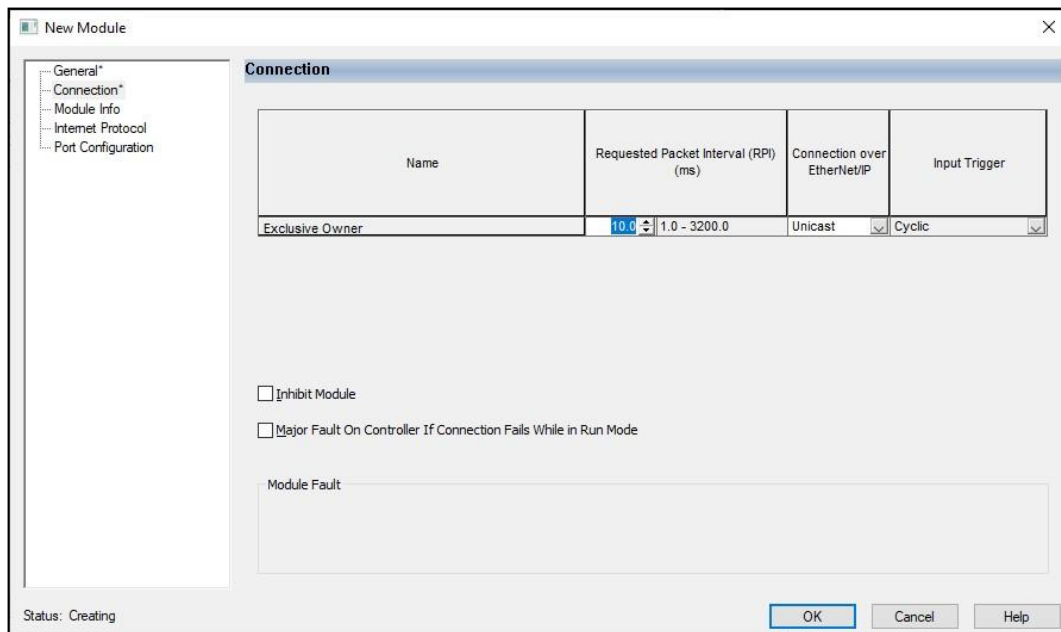 New Module
General*
Connection*
Module Info
Internet Protocol
Port Configuration
Connection
Name
Requested Packet Interval (RPI)
(ms)
Connection over
EtherNet/IP
Input Trigger
Exclusive Owner
10.0
1.0 - 3200.0
Unicast
Cyclic
Inhibit Module
Major Fault On Controller If Connection Fails While in Run Mode
Module Fault
Status: Creating
OK
Cancel
Help